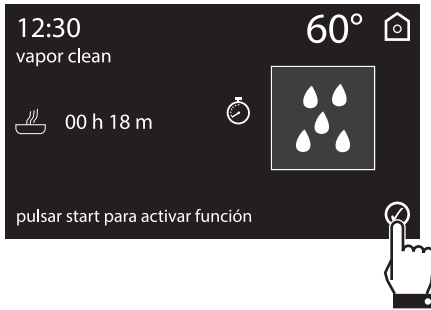 12:30
60°
vapor clean
00 h 18 m
pulsar start para activar función